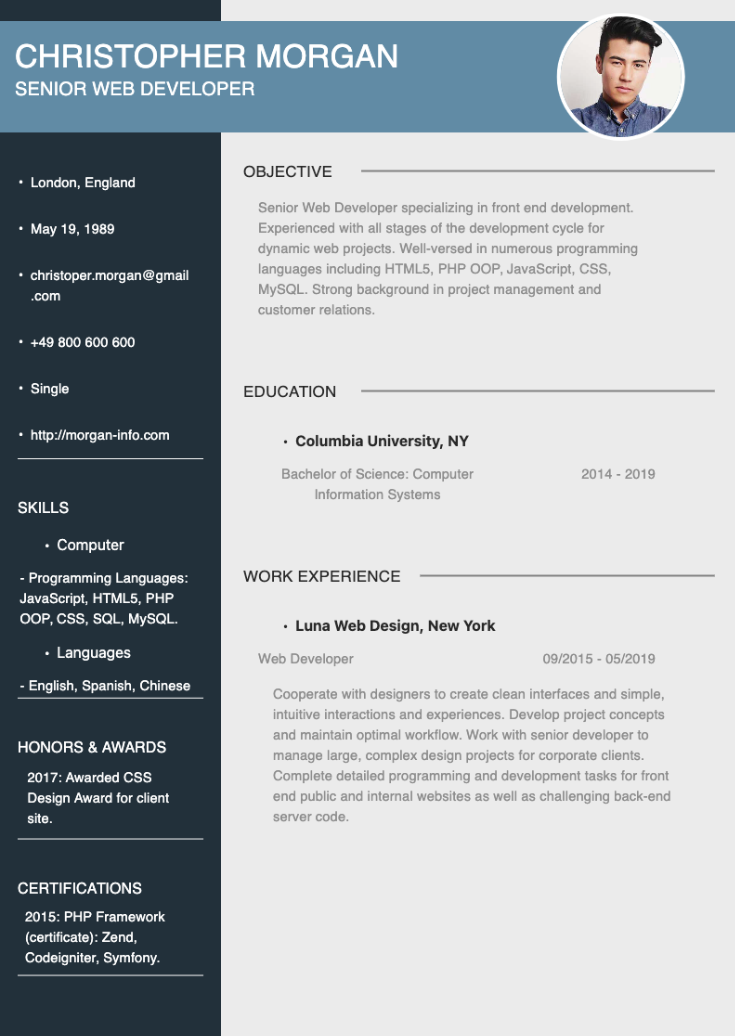 CHRISTOPHER MORGAN
SENIOR WEB DEVELOPER
• London, England
• May 19, 1989
• christoper.morgan@gmail
.com
• +49 800 600 600
• Single
• http://morgan-info.com
SKILLS
• Computer
- Programming Languages:
JavaScript, HTML5, PHP
OOP, CSS, SQL, MySQL.
• Languages
- English, Spanish, Chinese
HONORS & AWARDS
2017: Awarded CSS
Design Award for client
site.
CERTIFICATIONS
2015: PHP Framework
(certificate): Zend,
Codeigniter, Symfony.
OBJECTIVE
Senior Web Developer specializing in front end development.
Experienced with all stages of the development cycle for
dynamic web projects. Well-versed in numerous programming
languages including HTML5, PHP OOP, JavaScript, CSS,
MySQL. Strong background in project management and
customer relations.
EDUCATION
• Columbia University, NY
Bachelor of Science: Computer
Information Systems
2014 - 2019
WORK EXPERIENCE
• Luna Web Design, New York
Web Developer
09/2015 - 05/2019
Cooperate with designers to create clean interfaces and simple,
intuitive interactions and experiences. Develop project concepts
and maintain optimal workflow. Work with senior developer to
manage large, complex design projects for corporate clients.
Complete detailed programming and development tasks for front
end public and internal websites as well as challenging back-end
server code.